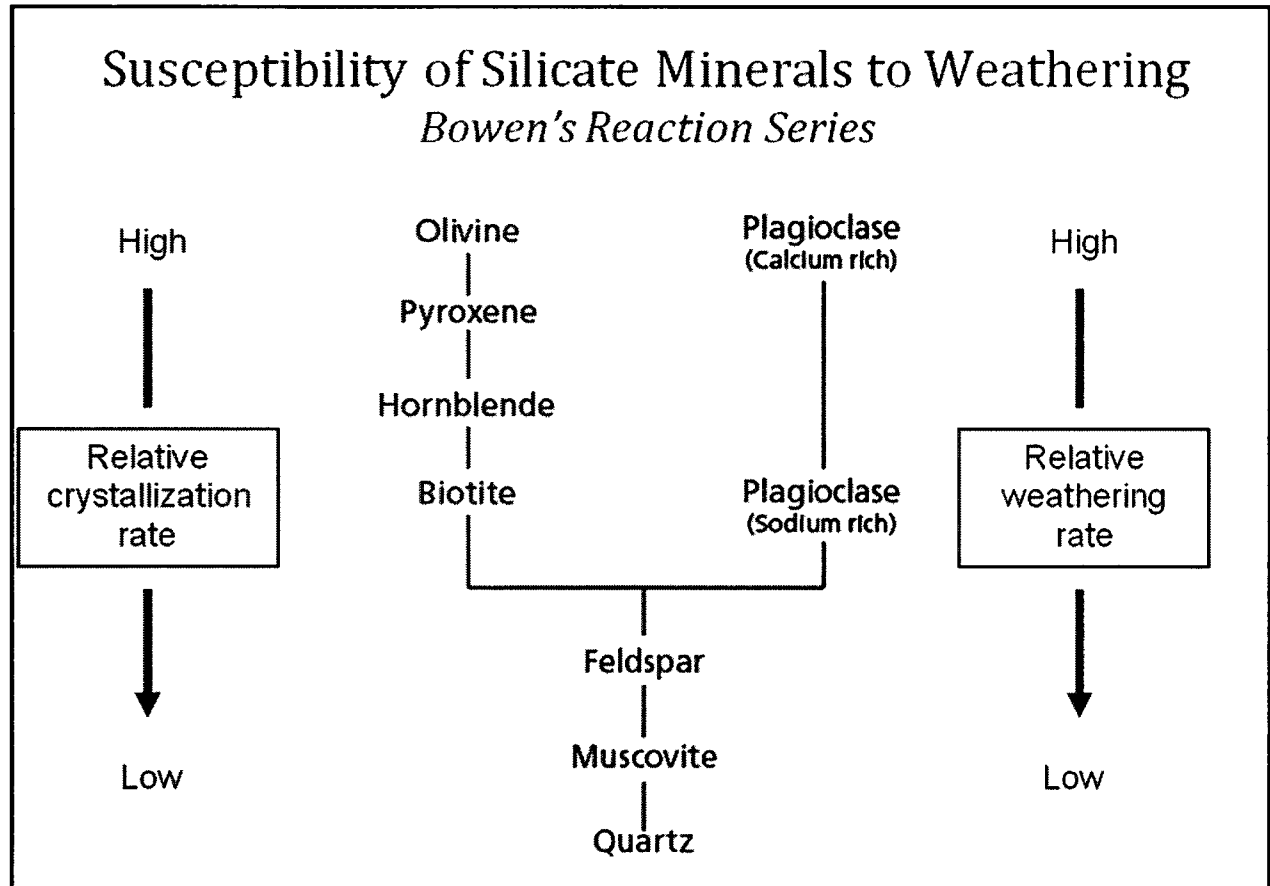 Susceptibility of Silicate Minerals to Weathering
Bowen's Reaction Series
High
Relative
crystallization
rate
Low
Olivine
Pyroxene
Hornblende
Biotite
Plagioclase
(Calcium rich)
Plagioclase
(Sodium rich)
Feldspar
Muscovite
Quartz
High
Relative
weathering
rate
Low